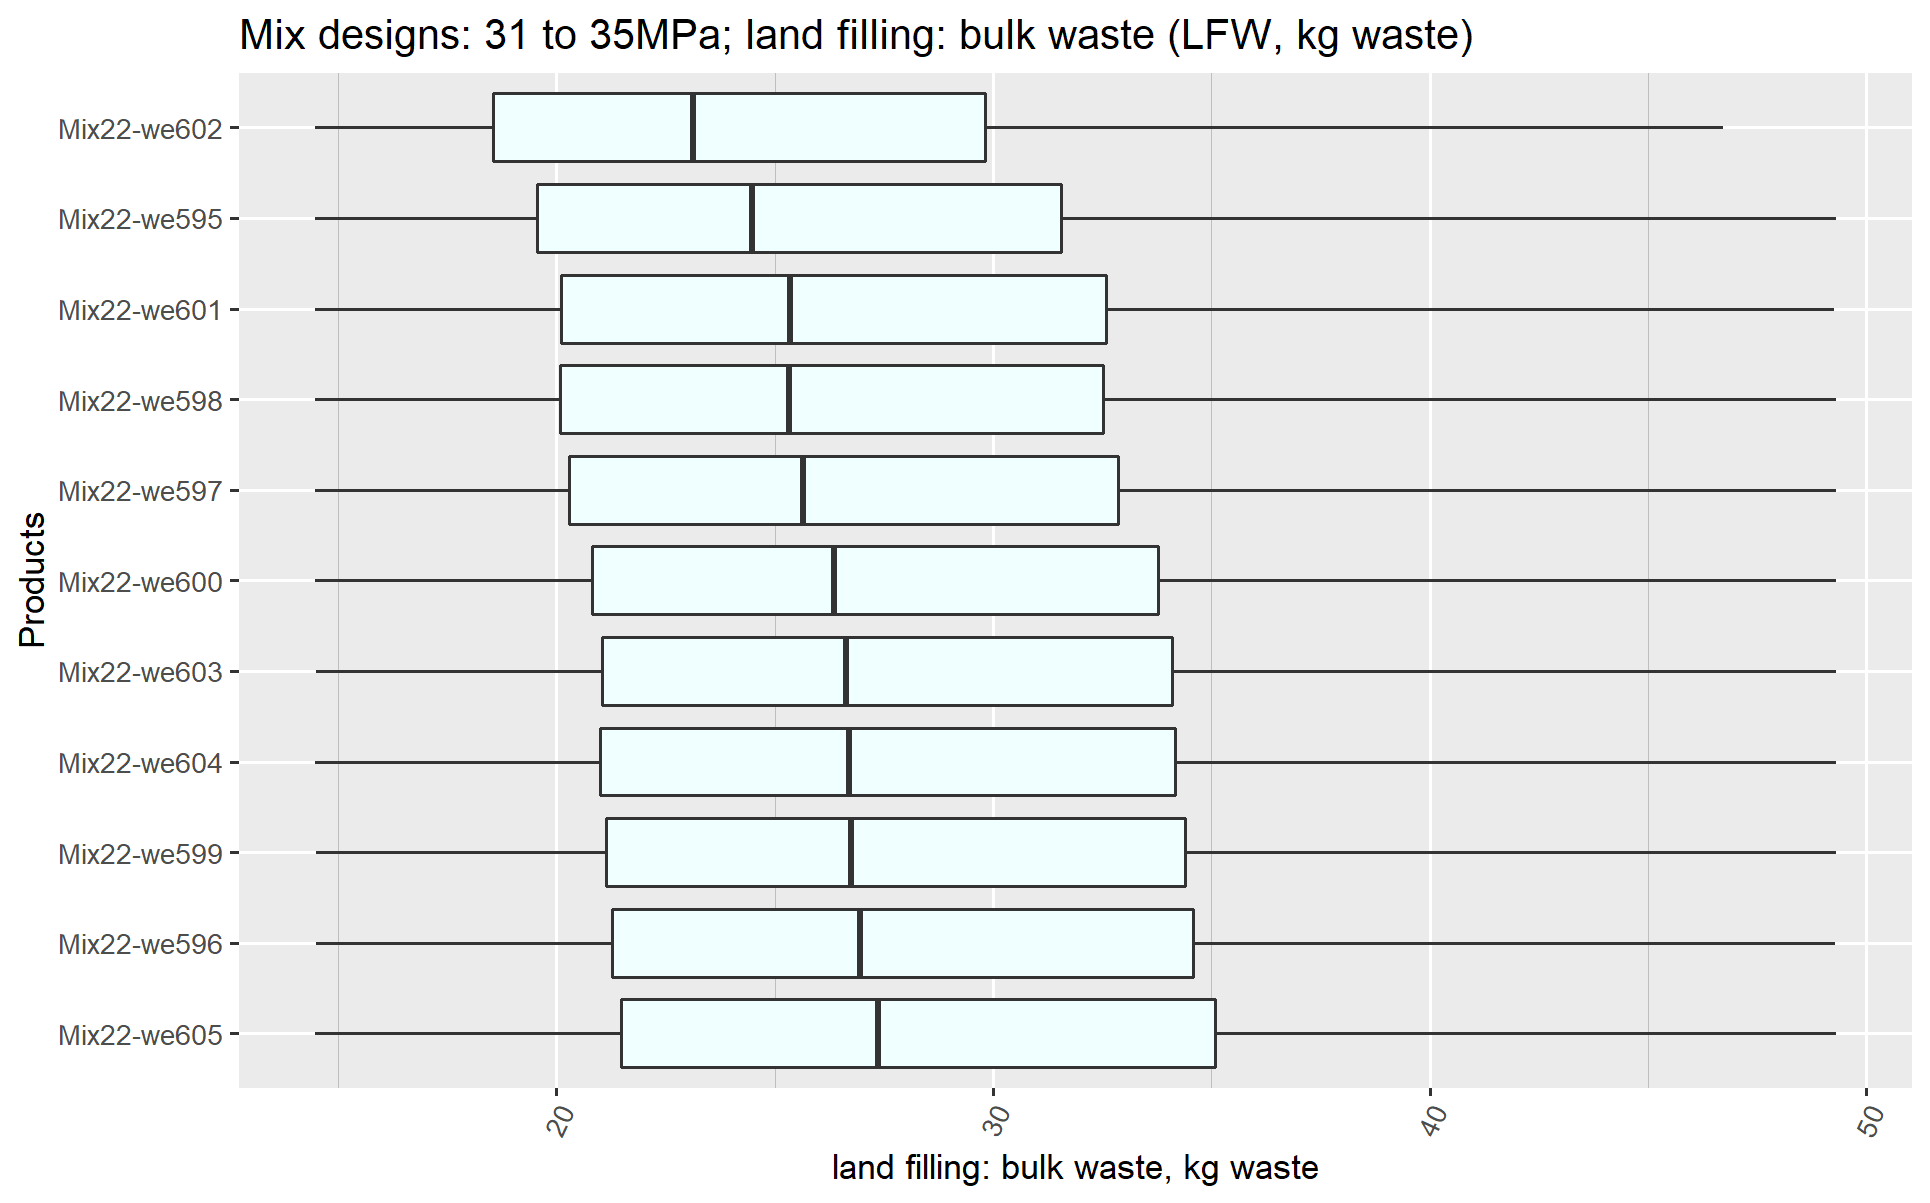 Mix designs: 31 to 35MPa; land filling: bulk waste (LFW, kg waste)
Products
Mix22-we602
Mix22-we595
Mix22-we601
Mix22-we598
Mix22-we597
Mix22-we600
Mix22-we603
Mix22-we604
Mix22-we599
Mix22-we596
Mix22-we605
20 30 40 50
land filling: bulk waste, kg waste